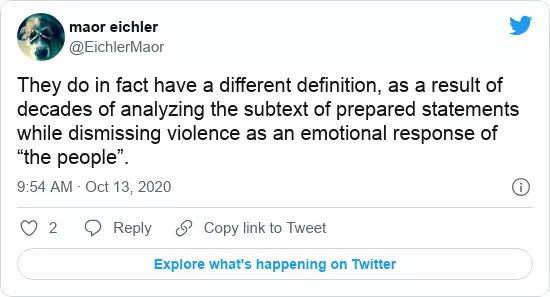 maor eichler
@EichlerMaor
They do in fact have a different definition, as a result of
decades of analyzing the subtext of prepared statements
while dismissing violence as an emotional response of
“the people”.
9:54 AM · Oct 13, 2020
2 Reply Copy link to Tweet
Explore what's happening on Twitter